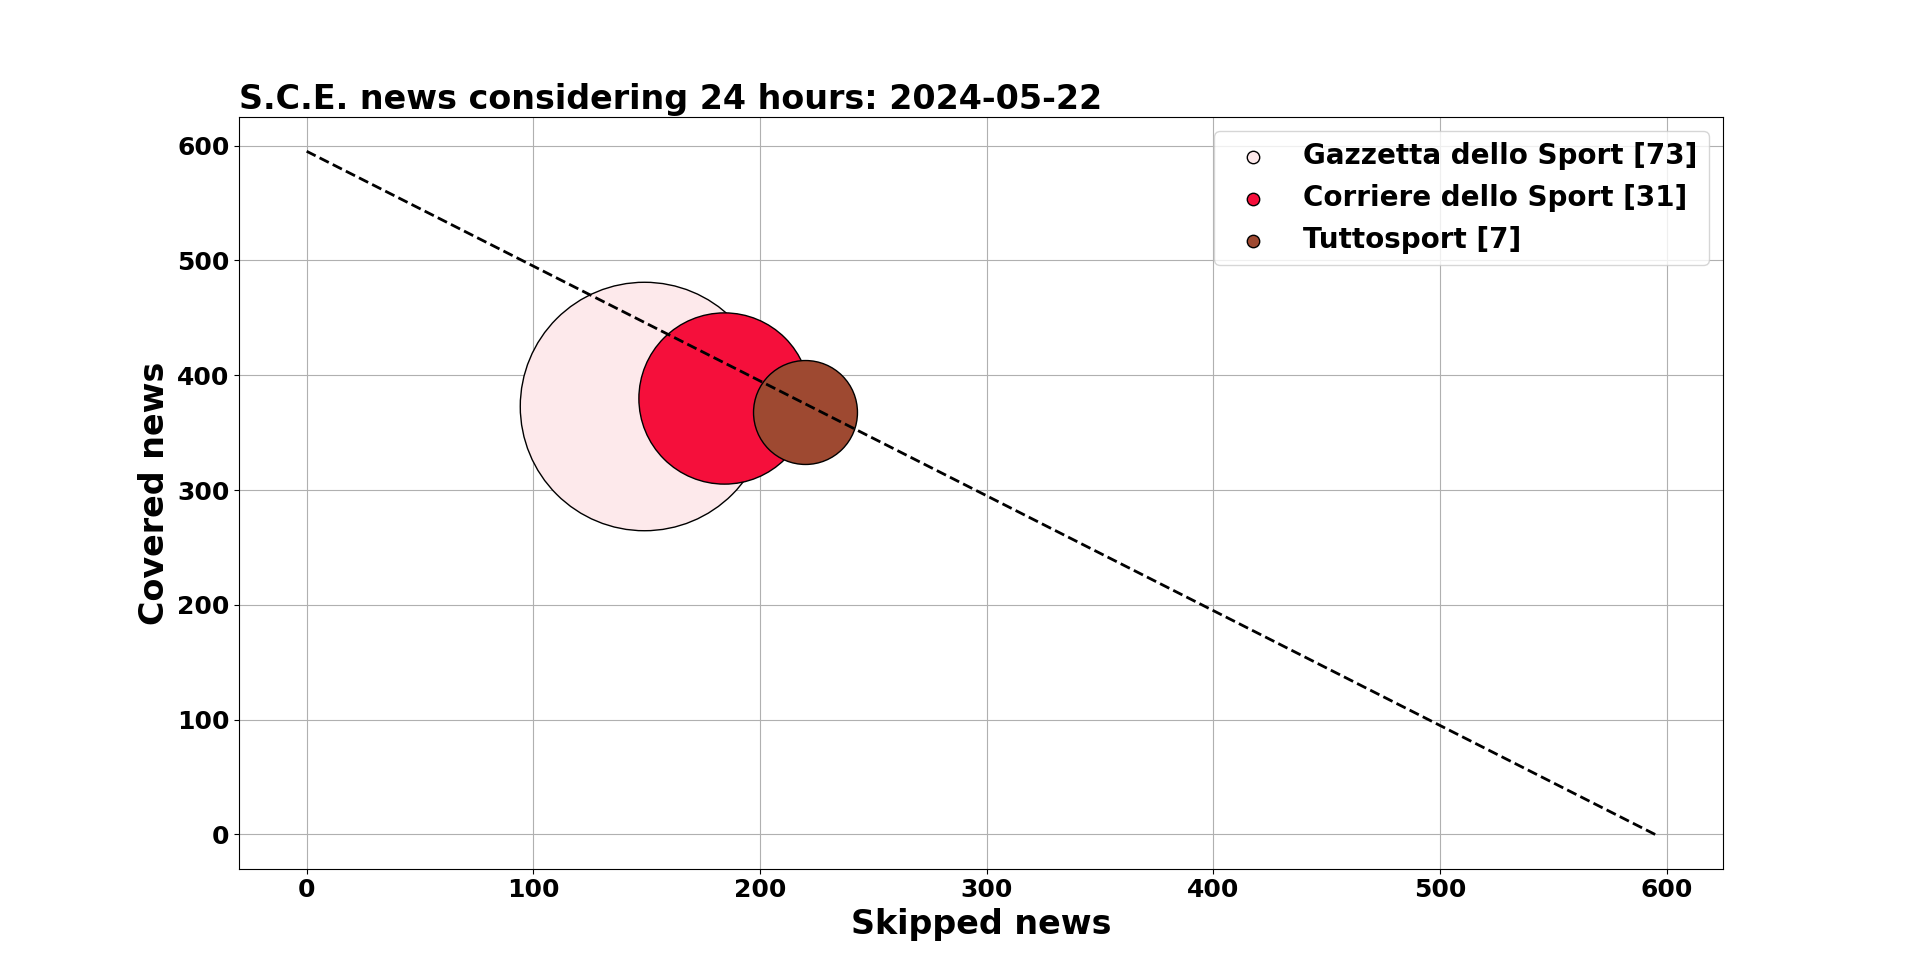 S.C.E. news considering 24 hours: 2024-05-22
Gazzetta dello Sport [73]
Corriere dello Sport [31]
Tuttosport [7]
Covered news
600
500
400
300
200
100
0
0 100 200 300 400 500 600
Skipped news